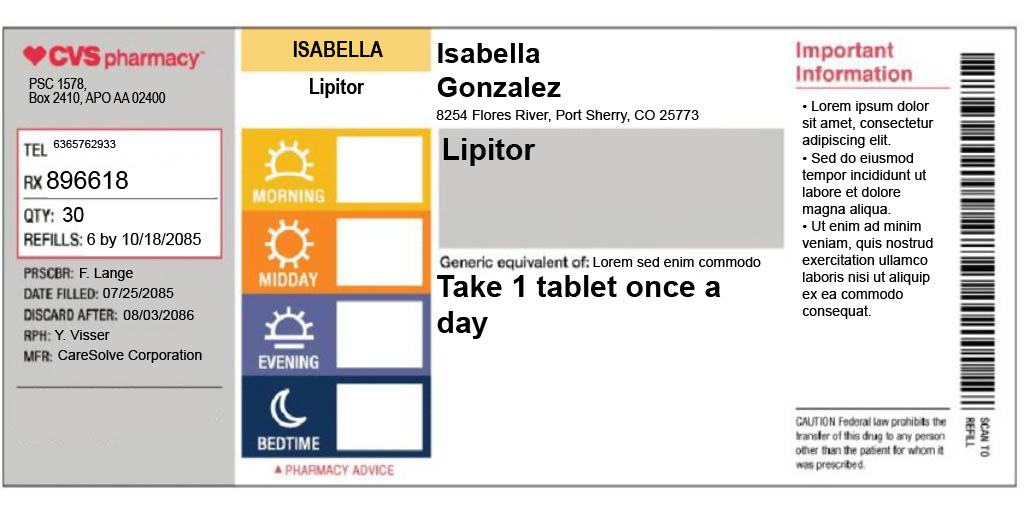 CVS pharmacy
PSC 1578,
Box 2410, APO AA 02400
TEL 6365762933
RX 896618
QTY: 30
REFILLS: 6 by 10/18/2085
PRSCBR: F. Lange
DATE FILLED: 07/25/2085
DISCARD AFTER: 08/03/2086
RPH: Y. Visser
MFR: CareSolve Corporation
ISABELLA
Lipitor
MORNING
MIDDAY
EVENING
BEDTIME
▲ PHARMACY ADVICE
Isabella
Gonzalez
8254 Flores River, Port Sherry, CO 25773
Lipitor
Generic equivalent of: Lorem sed enim commodo
Take 1 tablet once a
day
Important
Information
• Lorem ipsum dolor
sit amet, consectetur
adipiscing elit.
• Sed do eiusmod
tempor incididunt ut
labore et dolore
magna aliqua.
• Ut enim ad minim
veniam, quis nostrud
exercitation ullamco
laboris nisi ut aliquip
ex ea commodo
consequat.
CAUTION Federal law prohibits the
transfer of this drug to any person
other than the patient for whom it
was prescribed.
SCAN TO
REFILL